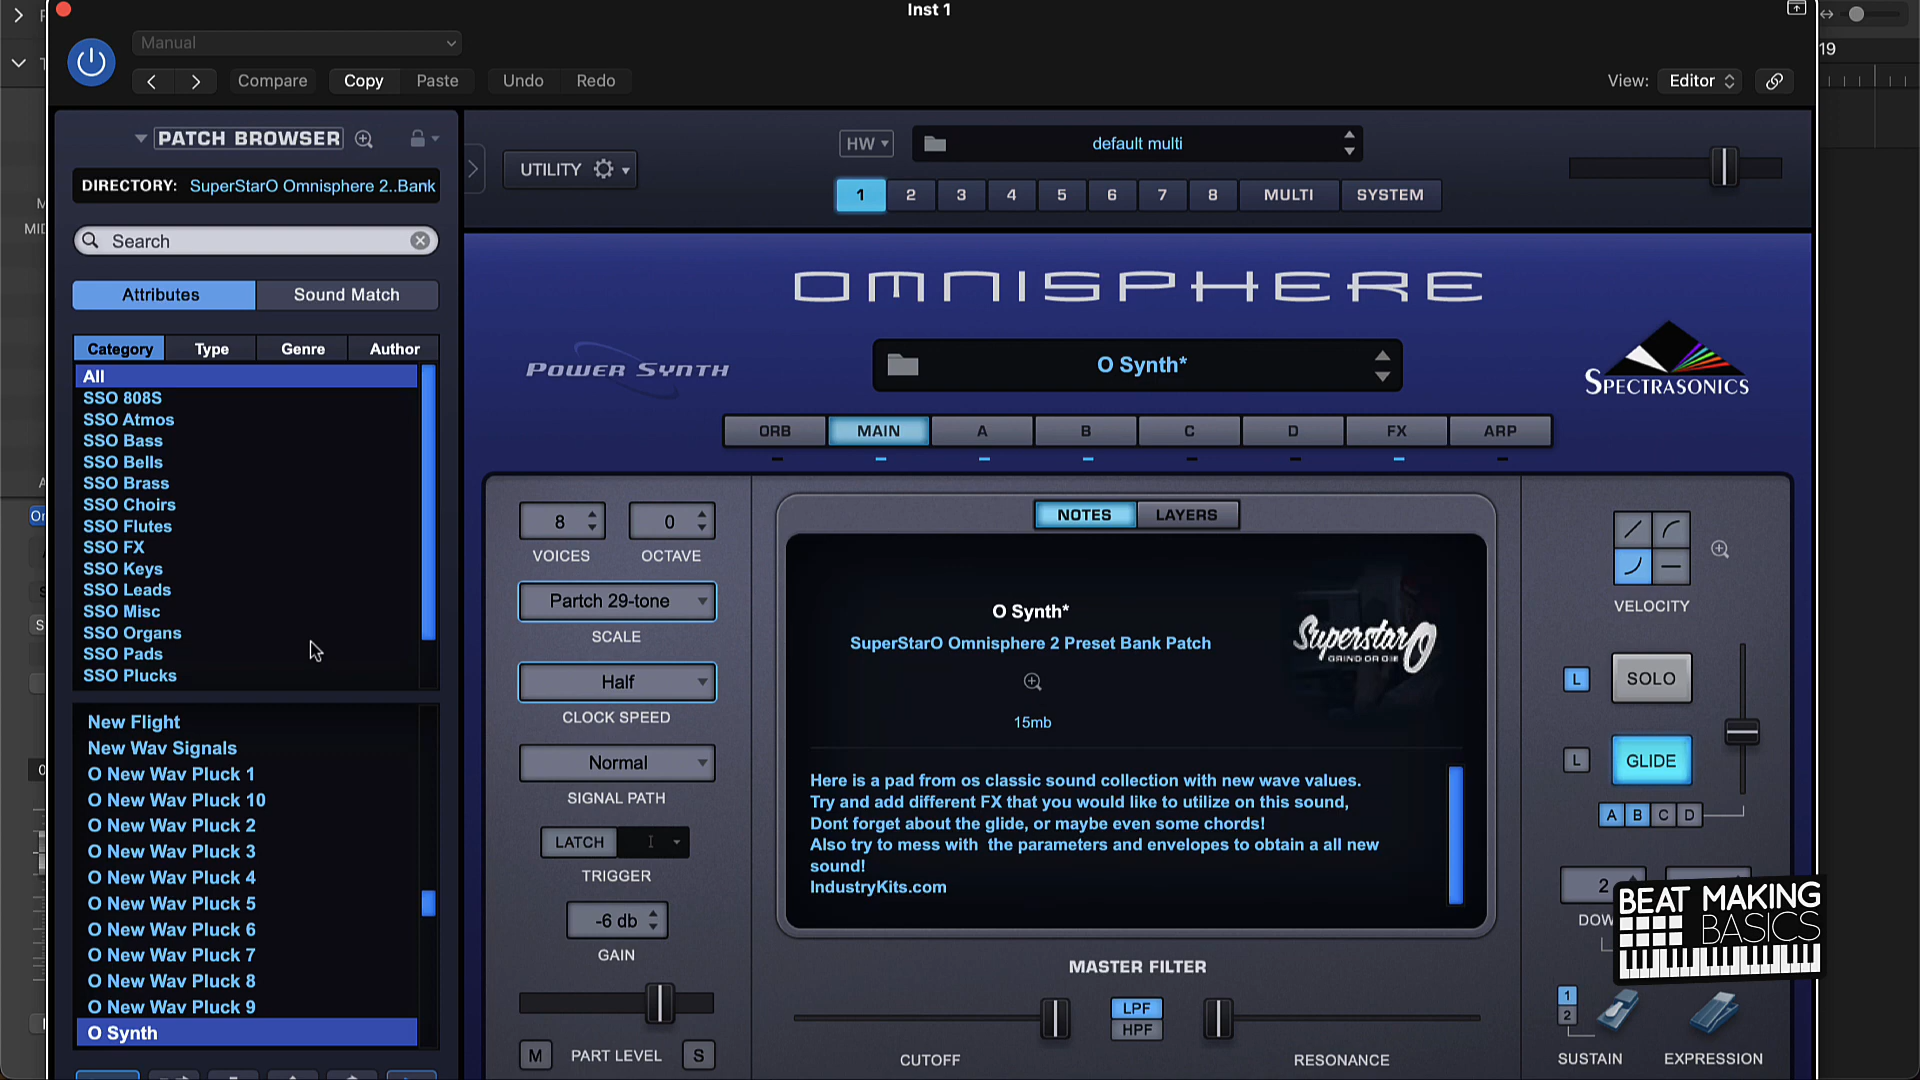 Inst 1
Manual
Compare
Copy
Paste
Undo
Redo
View:
Editor
19
PATCH BROWSER
DIRECTORY: SuperStarO Omnisphere 2..Bank
Search
Attributes
Sound Match
Category
Type
Genre
Author
All
SSO 808S
SSO Atmos
SSO Bass
SSO Bells
SSO Brass
SSO Choirs
SSO Flutes
SSO FX
SSO Keys
SSO Leads
SSO Misc
SSO Organs
SSO Pads
SSO Plucks
New Flight
New Wav Signals
O New Wav Pluck 1
O New Wav Pluck 10
O New Wav Pluck 2
O New Wav Pluck 3
O New Wav Pluck 4
O New Wav Pluck 5
O New Wav Pluck 6
O New Wav Pluck 7
O New Wav Pluck 8
O New Wav Pluck 9
O Synth
UTILITY
HW
default multi
1 2 3 4 5 6 7 8 MULTI SYSTEM
OMNISPHERE
POWER SYNTH
O Synth*
SPECTRASONICS
ORB MAIN A B C D FX ARP
8
VOICES
0
OCTAVE
Partch 29-tone
SCALE
Half
CLOCK SPEED
Normal
SIGNAL PATH
LATCH
TRIGGER
-6 db
GAIN
M PART LEVEL S
NOTES
LAYERS
O Synth*
SuperStarO Omnisphere 2 Preset Bank Patch
15mb
SuperstarO
GRIND OR DIE
Here is a pad from os classic sound collection with new wave values.
Try and add different FX that you would like to utilize on this sound,
Dont forget about the glide, or maybe even some chords!
Also try to mess with  the parameters and envelopes to obtain a all new
sound!
IndustryKits.com
MASTER FILTER
LPF
HPF
CUTOFF
RESONANCE
VELOCITY
L SOLO
L GLIDE
A B C D
2
DOW
BEAT MAKING
BASICS
1
2
SUSTAIN
EXPRESSION